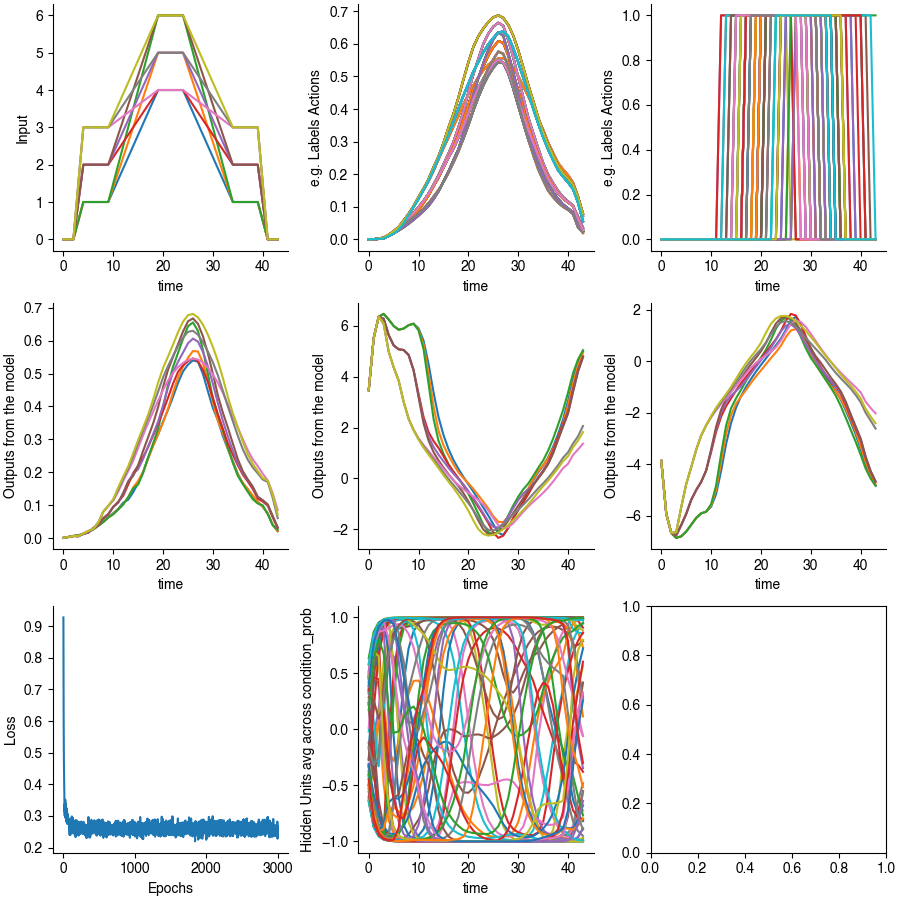 6
5
4
3
2
1
0
Input
0 10 20 30 40
time
0.7
0.6
0.5
0.4
0.3
0.2
0.1
0.0
e.g. Labels Actions
0 10 20 30 40
time
1.0
0.8
0.6
0.4
0.2
0.0
e.g. Labels Actions
0 10 20 30 40
time
0.7
0.6
0.5
0.4
0.3
0.2
0.1
0.0
Outputs from the model
0 10 20 30 40
time
6
4
2
0
−2
Outputs from the model
0 10 20 30 40
time
2
0
−2
−4
−6
Outputs from the model
0 10 20 30 40
time
0.9
0.8
0.7
0.6
0.5
0.4
0.3
0.2
Loss
0 1000 2000 3000
Epochs
1.0
0.5
0.0
−0.5
−1.0
Hidden Units avg across condition_prob
0 10 20 30 40
time
1.0
0.8
0.6
0.4
0.2
0.0
0.0 0.2 0.4 0.6 0.8 1.0